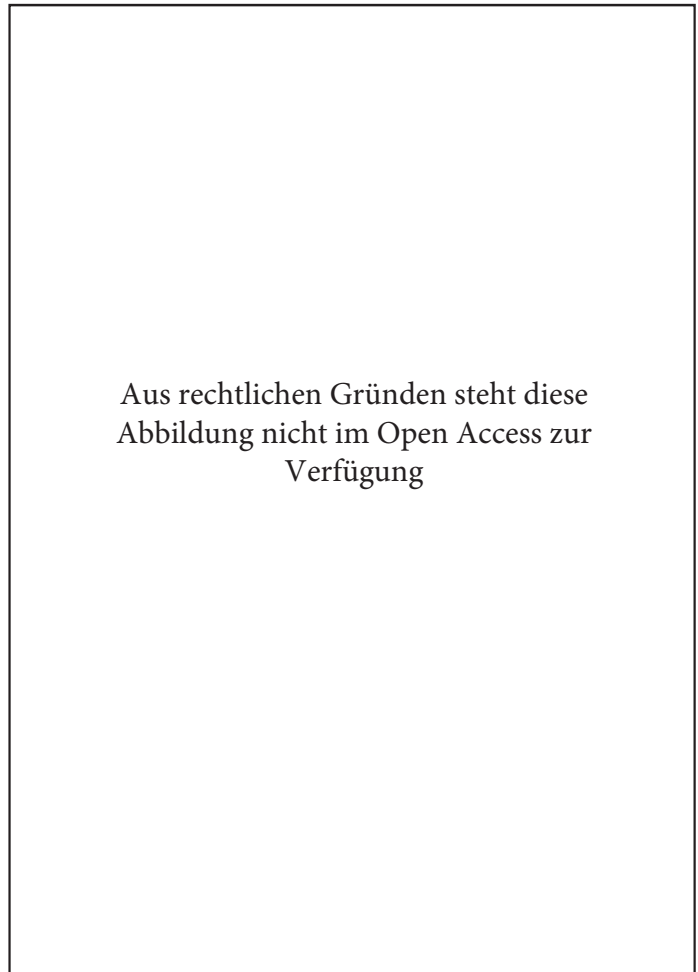 Aus rechtlichen Gründen steht diese
Abbildung nicht im Open Access zur
Verfügung